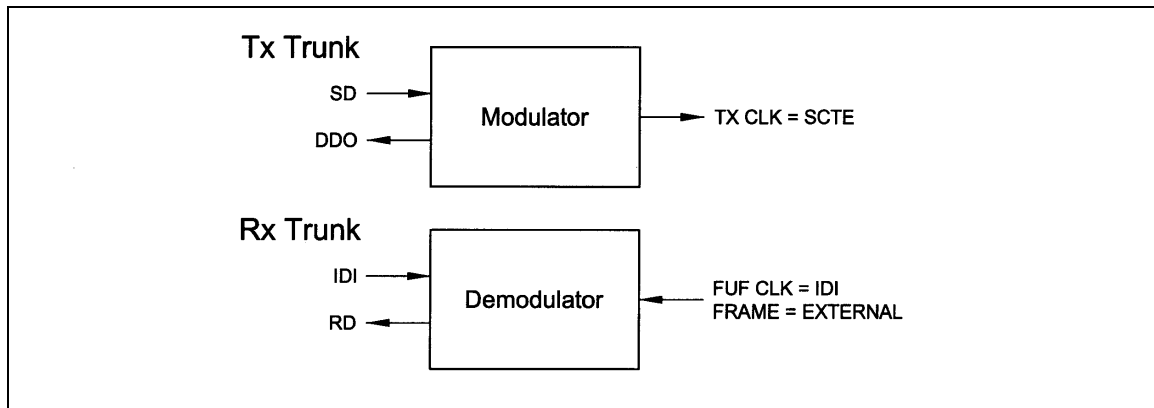 Tx Trunk
SD
DDO
Modulator
TX CLK = SCTE
Rx Trunk
IDI
RD
Demodulator
FUF CLK = IDI
FRAME = EXTERNAL